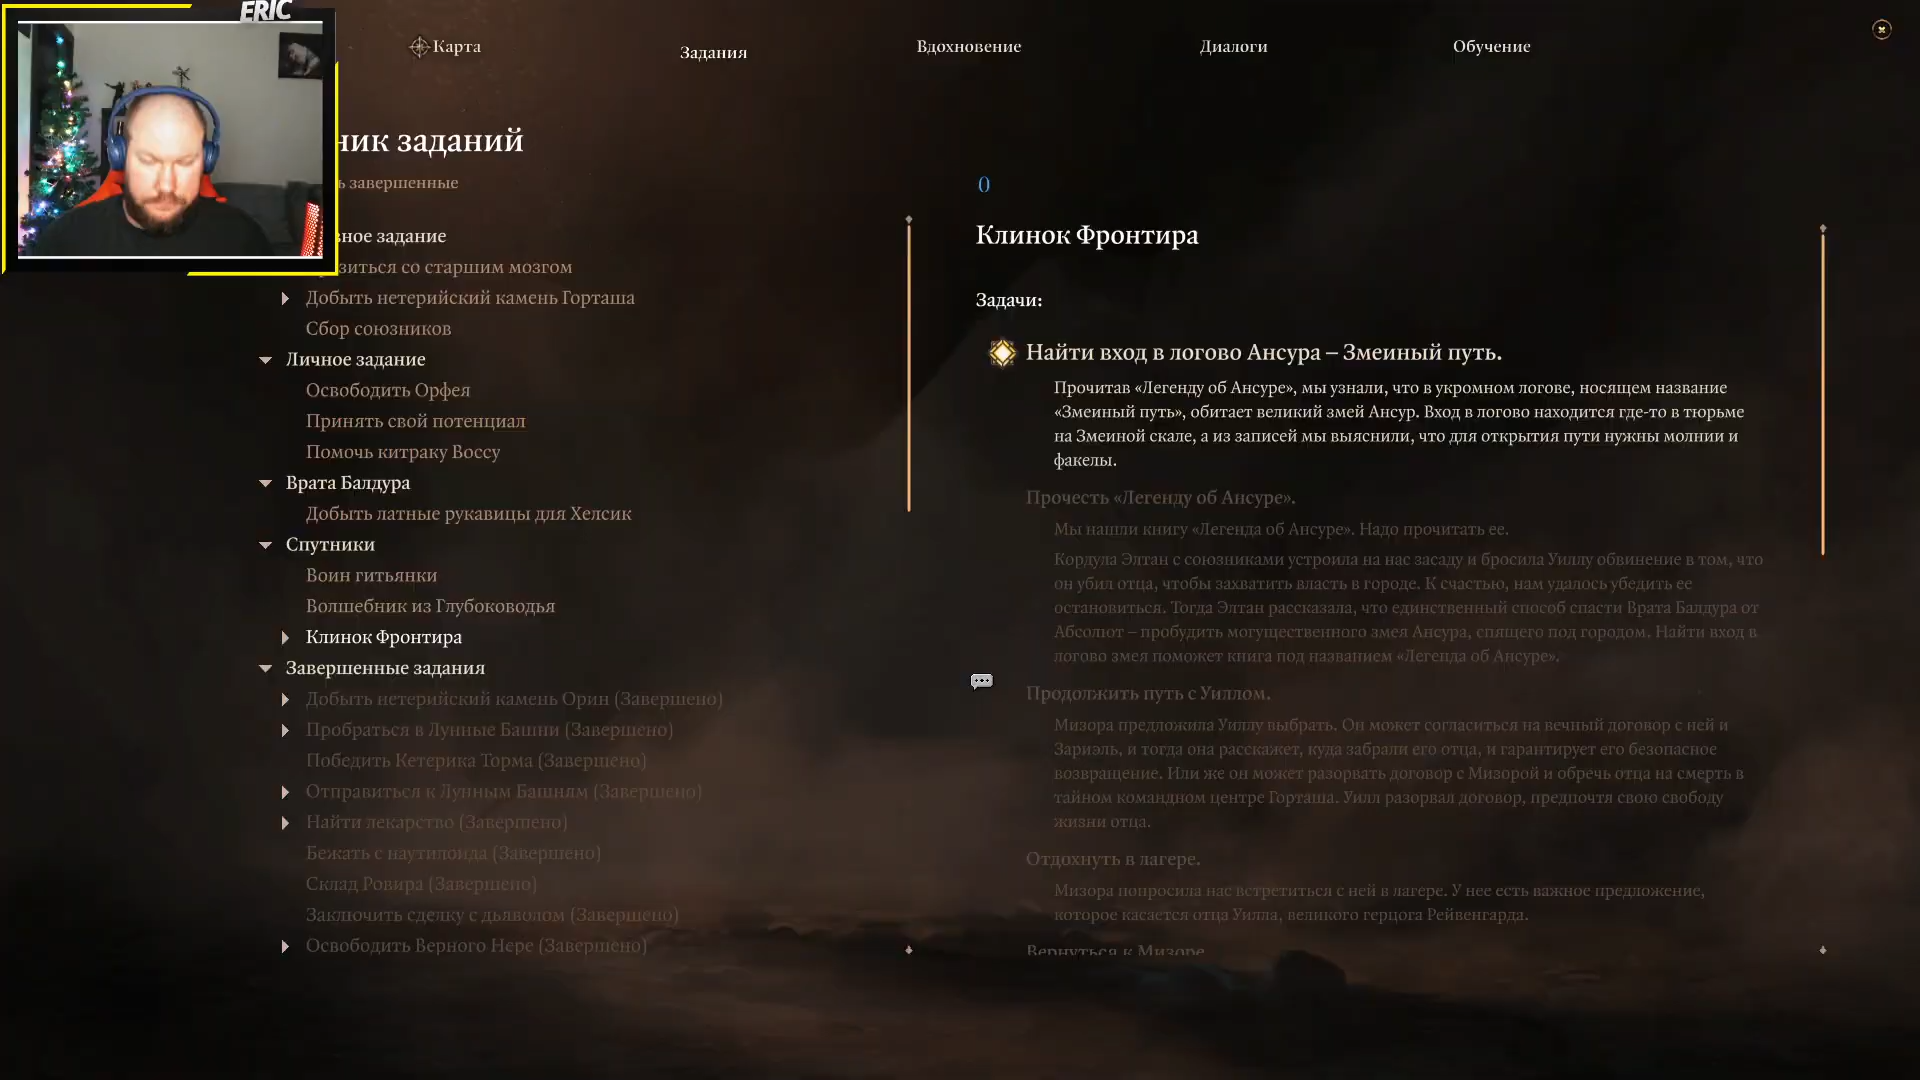 ERIC
Карта
Задания
Вдохновение
Диалоги
Обучение
ник заданий
ь завершенные
вное задание
зиться со старшим мозгом
Добыть нетерийский камень Горташа
Сбор союзников
Личное задание
Освободить Орфея
Принять свой потенциал
Помочь китраку Воссу
Врата Балдура
Добыть латные рукавицы для Хелсик
Спутники
Воин гитьянки
Волшебник из Глубоководья
Клинок Фронтира
Завершенные задания
Добыть нетерийский камень Орин (Завершено)
Пробраться в Лунные Башни (Завершено)
Победить Кетерика Торма (Завершено)
Отправиться к Лунным Башням (Завершено)
Найти лекарство (Завершено)
Бежать с наутилоида (Завершено)
Склад Ровира (Завершено)
Заключить сделку с дьяволом (Завершено)
Освободить Верного Нере (Завершено)
Клинок Фронтира
Задачи:
Найти вход в логово Ансура – Змеиный путь.
Прочитав «Легенду об Ансуре», мы узнали, что в укромном логове, носящем название
«Змеиный путь», обитает великий змей Ансур. Вход в логово находится где-то в тюрьме
на Змеиной скале, а из записей мы выяснили, что для открытия пути нужны молнии и
факелы.
Прочесть «Легенду об Ансуре».
Мы нашли книгу «Легенда об Ансуре». Надо прочитать ее.
Кордула Элтан с союзниками устроила на нас засаду и бросила Уиллу обвинение в том, что
он убил отца, чтобы захватить власть в городе. К счастью, нам удалось убедить ее
остановиться. Тогда Элтан рассказала, что единственный способ спасти Врата Балдура от
Абсолют – пробудить могущественного змея Ансура, спящего под городом. Найти вход в
логово змея поможет книга под названием «Легенда об Ансуре».
Продолжить путь с Уиллом.
Мизора предложила Уиллу выбрать. Он может согласиться на вечный договор с ней и
Зариэль, и тогда она расскажет, куда забрали его отца, и гарантирует его безопасное
возвращение. Или же он может разорвать договор с Мизорой и обречь отца на смерть в
тайном командном центре Горташа. Уилл разорвал договор, предпочтя свою свободу
жизни отца.
Отдохнуть в лагере.
Мизора попросила нас встретиться с ней в лагере. У нее есть важное предложение,
которое касается отца Уилла, великого герцога Рейвенгарда.
Вернуться к Мизоре